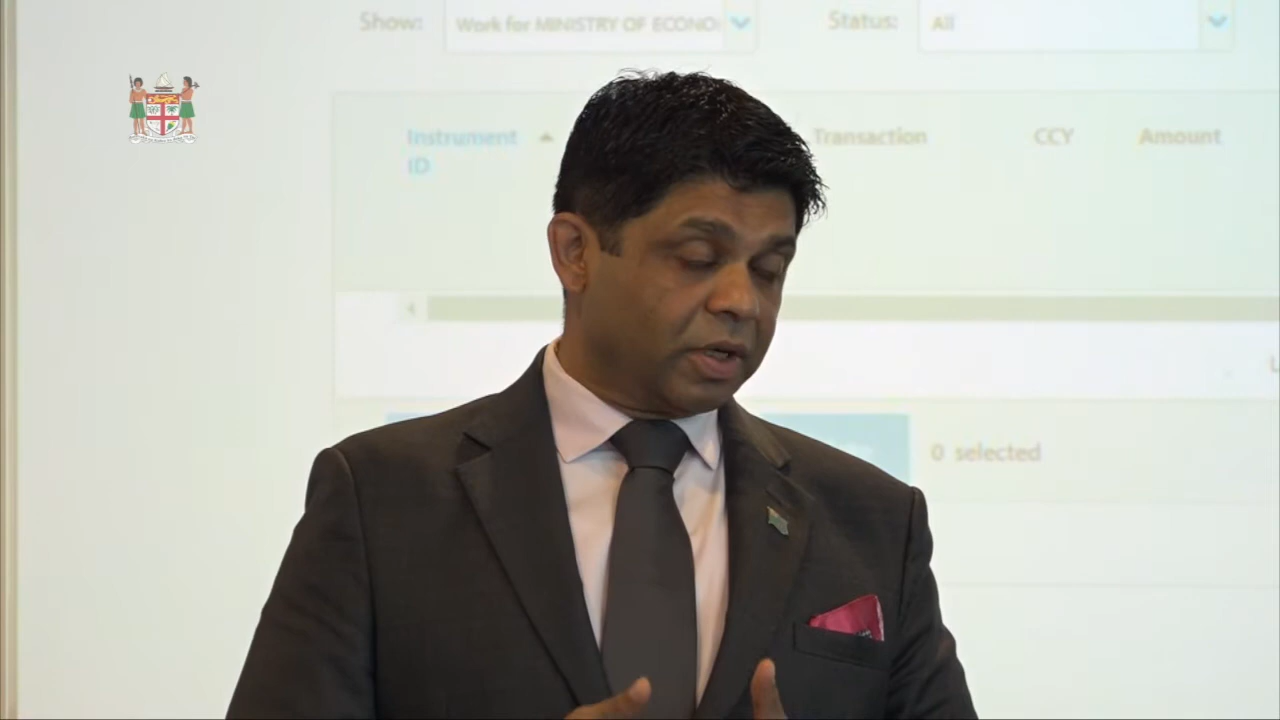 Show: Work for MINISTRY OF ECONO Status: All
Instrument Transaction CCY Amount
ID
0 selected